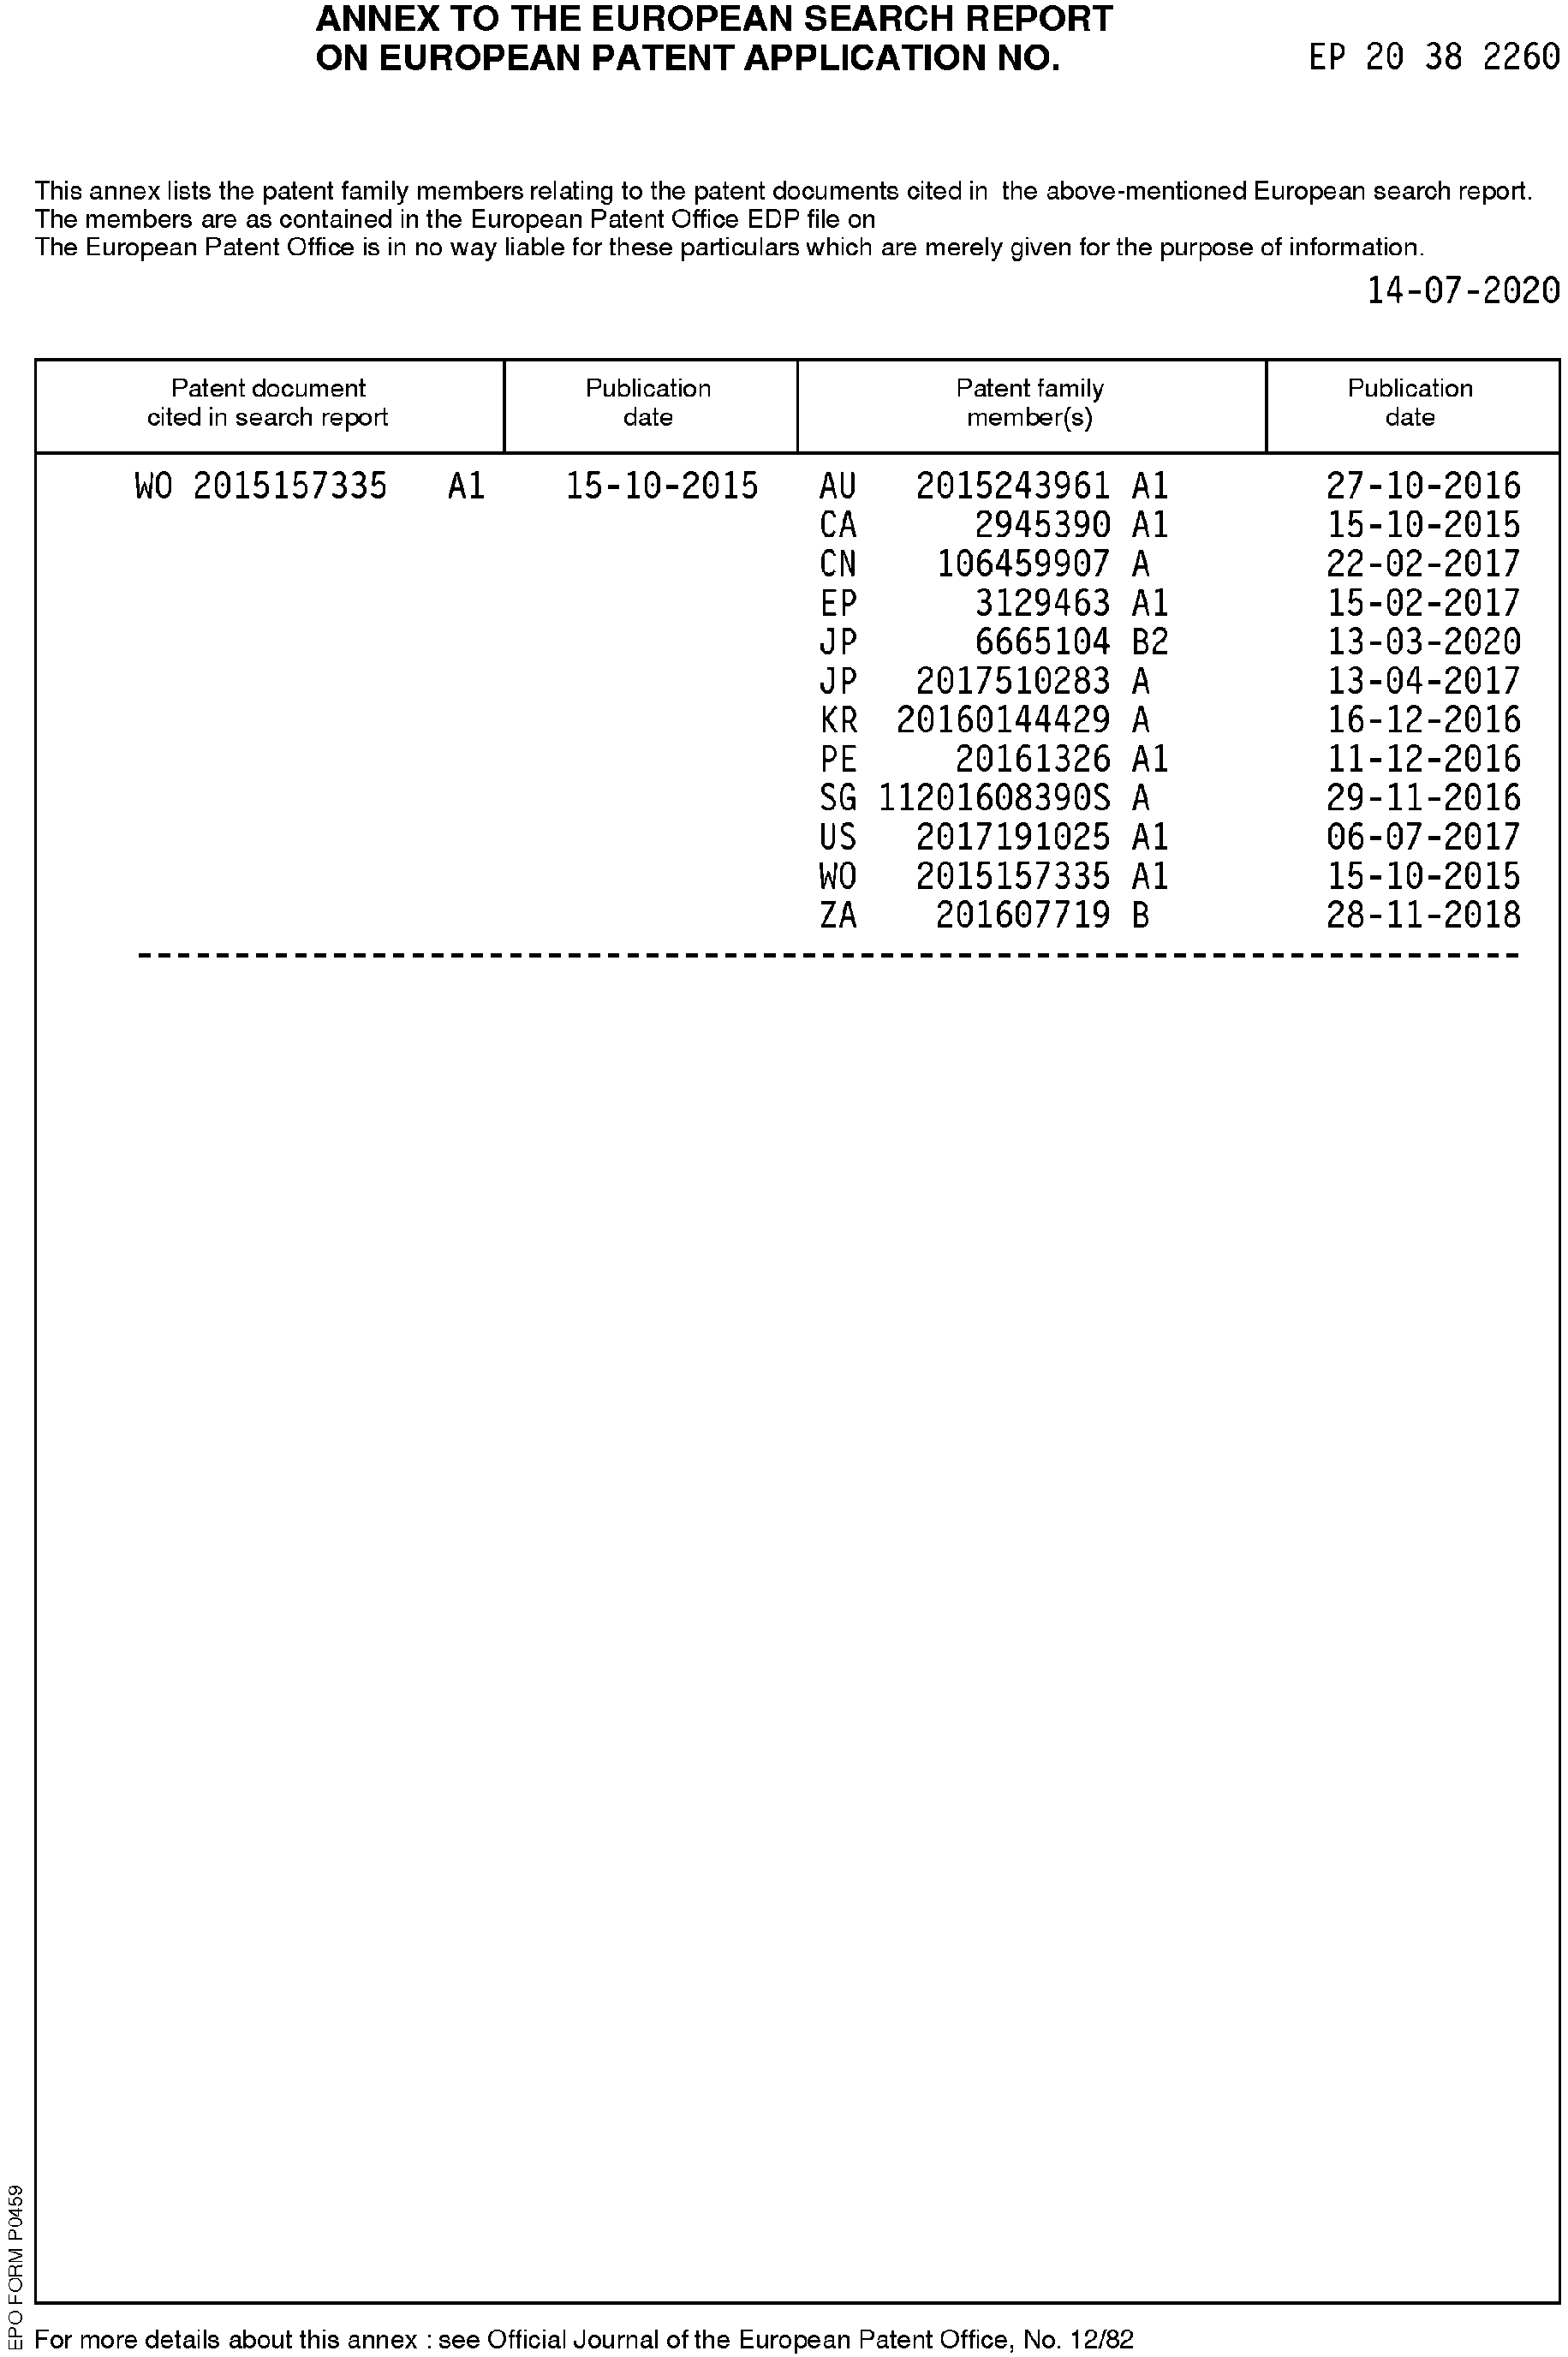 ANNEX TO THE EUROPEAN SEARCH REPORT
ON EUROPEAN PATENT APPLICATION NO. EP 20 38 2260
This annex lists the patent family members relating to the patent documents cited in the above-mentioned European search report.
The members are as contained in the European Patent Office EDP file on
The European Patent Office is in no way liable for these particulars which are merely given for the purpose of information.
14-07-2020
Patent document cited in search report Publication date Patent family member(s) Publication date
WO 2015157335 A1 15-10-2015 AU 2015243961 A1 27-10-2016
CA 2945390 A1 15-10-2015
CN 106459907 A 22-02-2017
EP 3129463 A1 15-02-2017
JP 6665104 B2 13-03-2020
JP 2017510283 A 13-04-2017
KR 20160144429 A 16-12-2016
PE 20161326 A1 11-12-2016
SG 11201608390S A 29-11-2016
US 2017191025 A1 06-07-2017
WO 2015157335 A1 15-10-2015
ZA 201607719 B 28-11-2018
EPO FORM P0459
For more details about this annex : see Official Journal of the European Patent Office, No. 12/82